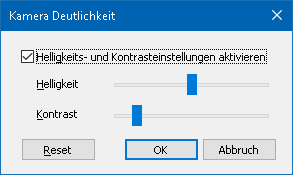 Kamera Deutlichkeit
Helligkeits- und Kontrasteinstellungen aktivieren
Helligkeit
Kontrast
Reset OK Abbruch